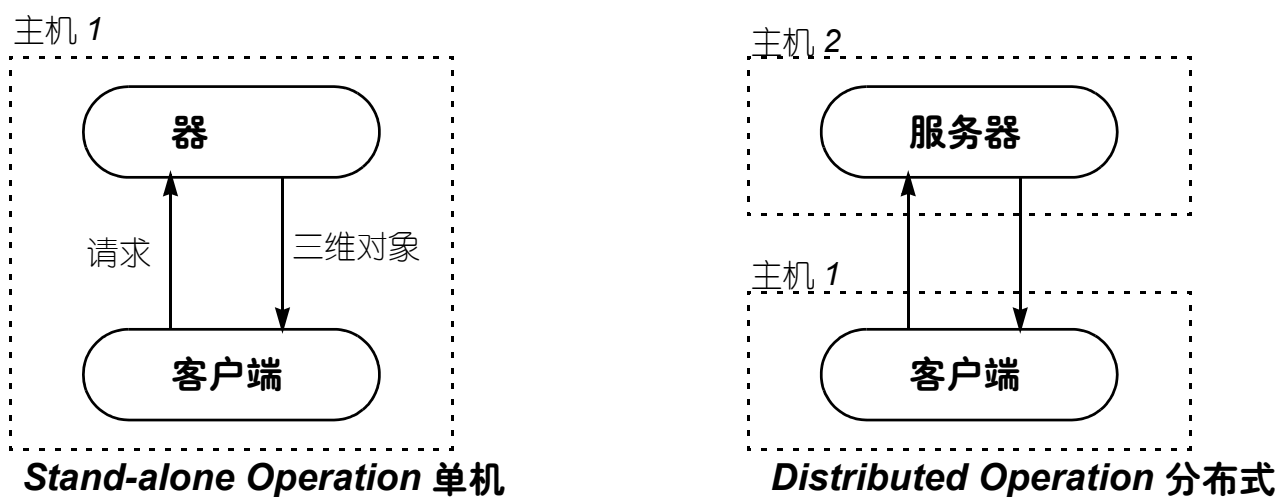 主机 1
器
请求
三维对象
客户端
Stand-alone Operation 单机
主机 2
服务器
主机 1
客户端
Distributed Operation 分布式